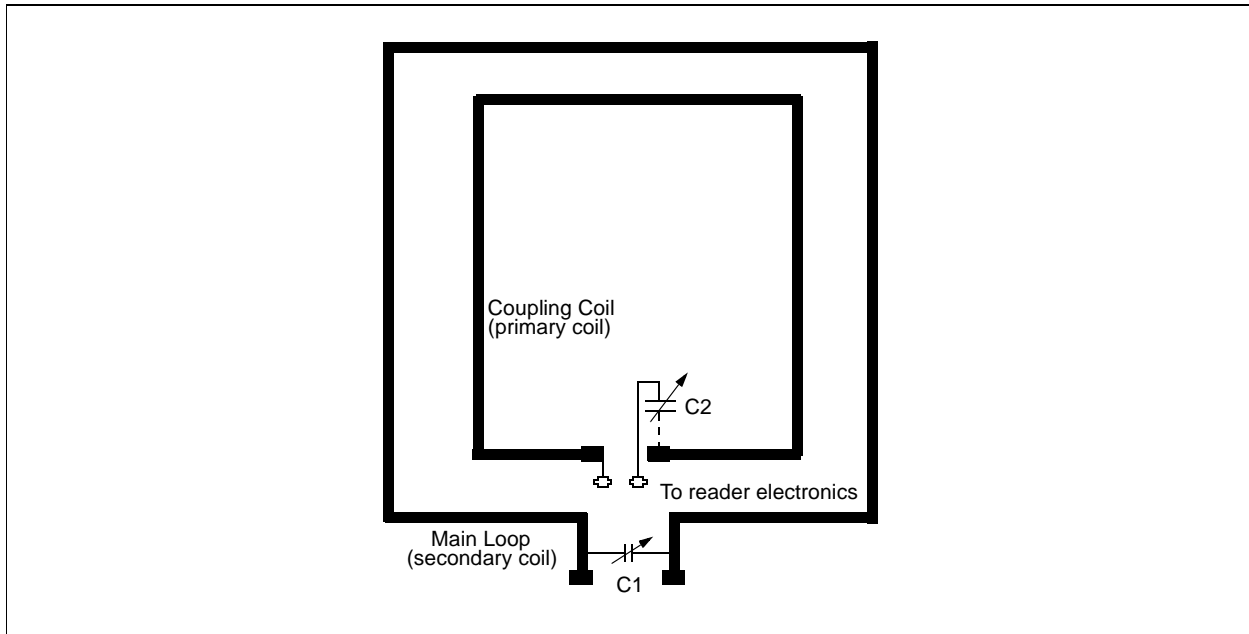 Coupling Coil
(primary coil)
C2
To reader electronics
Main Loop
(secondary coil)
C1